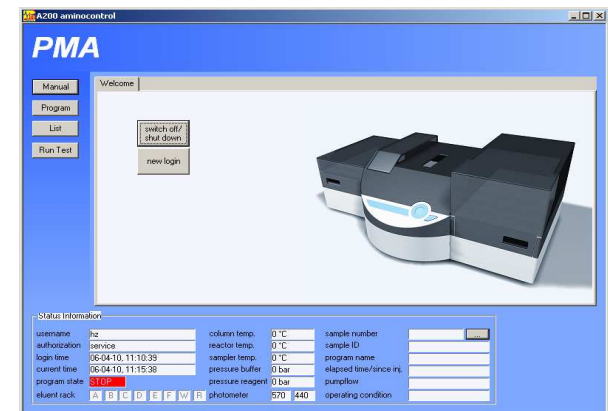 A200 aminocontrol
PMA
Manual
Program
List
Run Test
Welcome
switch off/
shut down
new login
Status Information
username hz column temp. 0 °C sample number ...
authorization service reactor temp. 0 °C sample ID
login time 06-04-10, 11:10:39 sampler temp. 0 °C program name
current time 06-04-10, 11:15:38 pressure buffer 0 bar elapsed time/since inj.
program state STOP pressure reagent 0 bar pumpflow
eluent rack A B C D E F W R photometer 570 440 operating condition